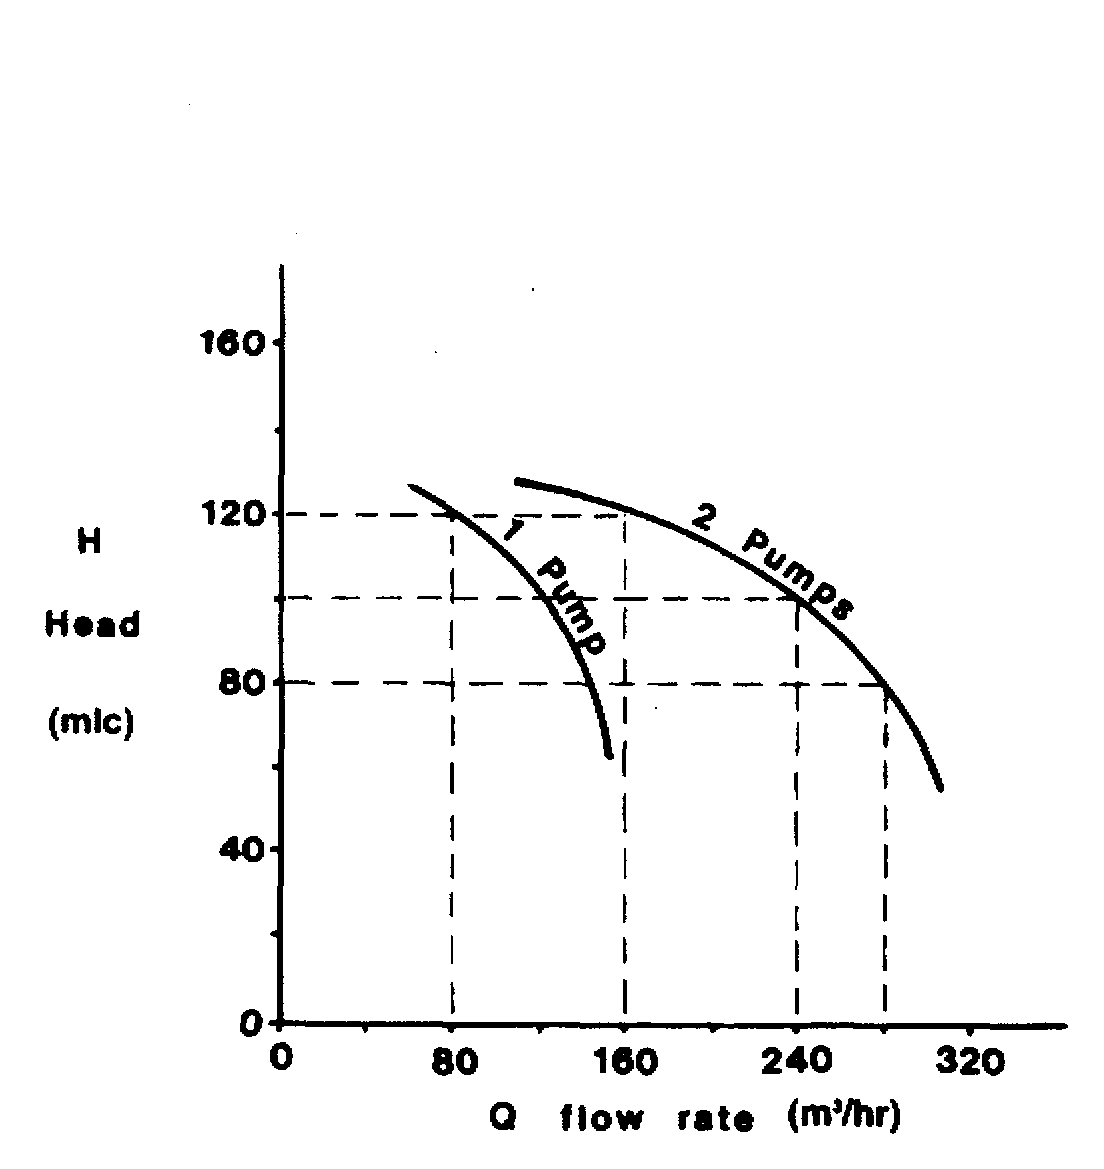 160
120
80
40
0
H
Head
(mlc)
1 Pump
2 Pumps
0 80 160 240 320
Q flow rate (m³/hr)